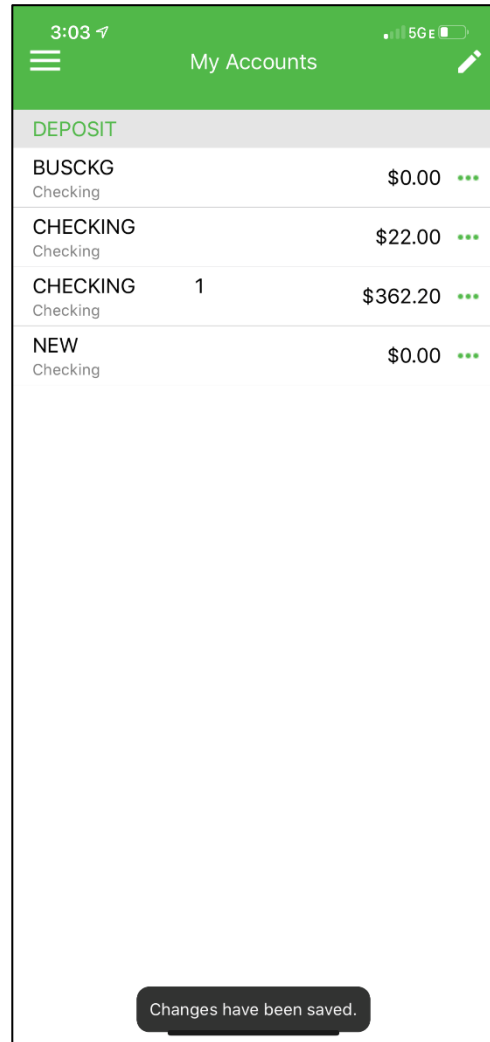 3:03 5GE
My Accounts
DEPOSIT
BUSCKG
Checking
$0.00
CHECKING
Checking
$22.00
CHECKING 1
Checking
$362.20
NEW
Checking
$0.00
Changes have been saved.